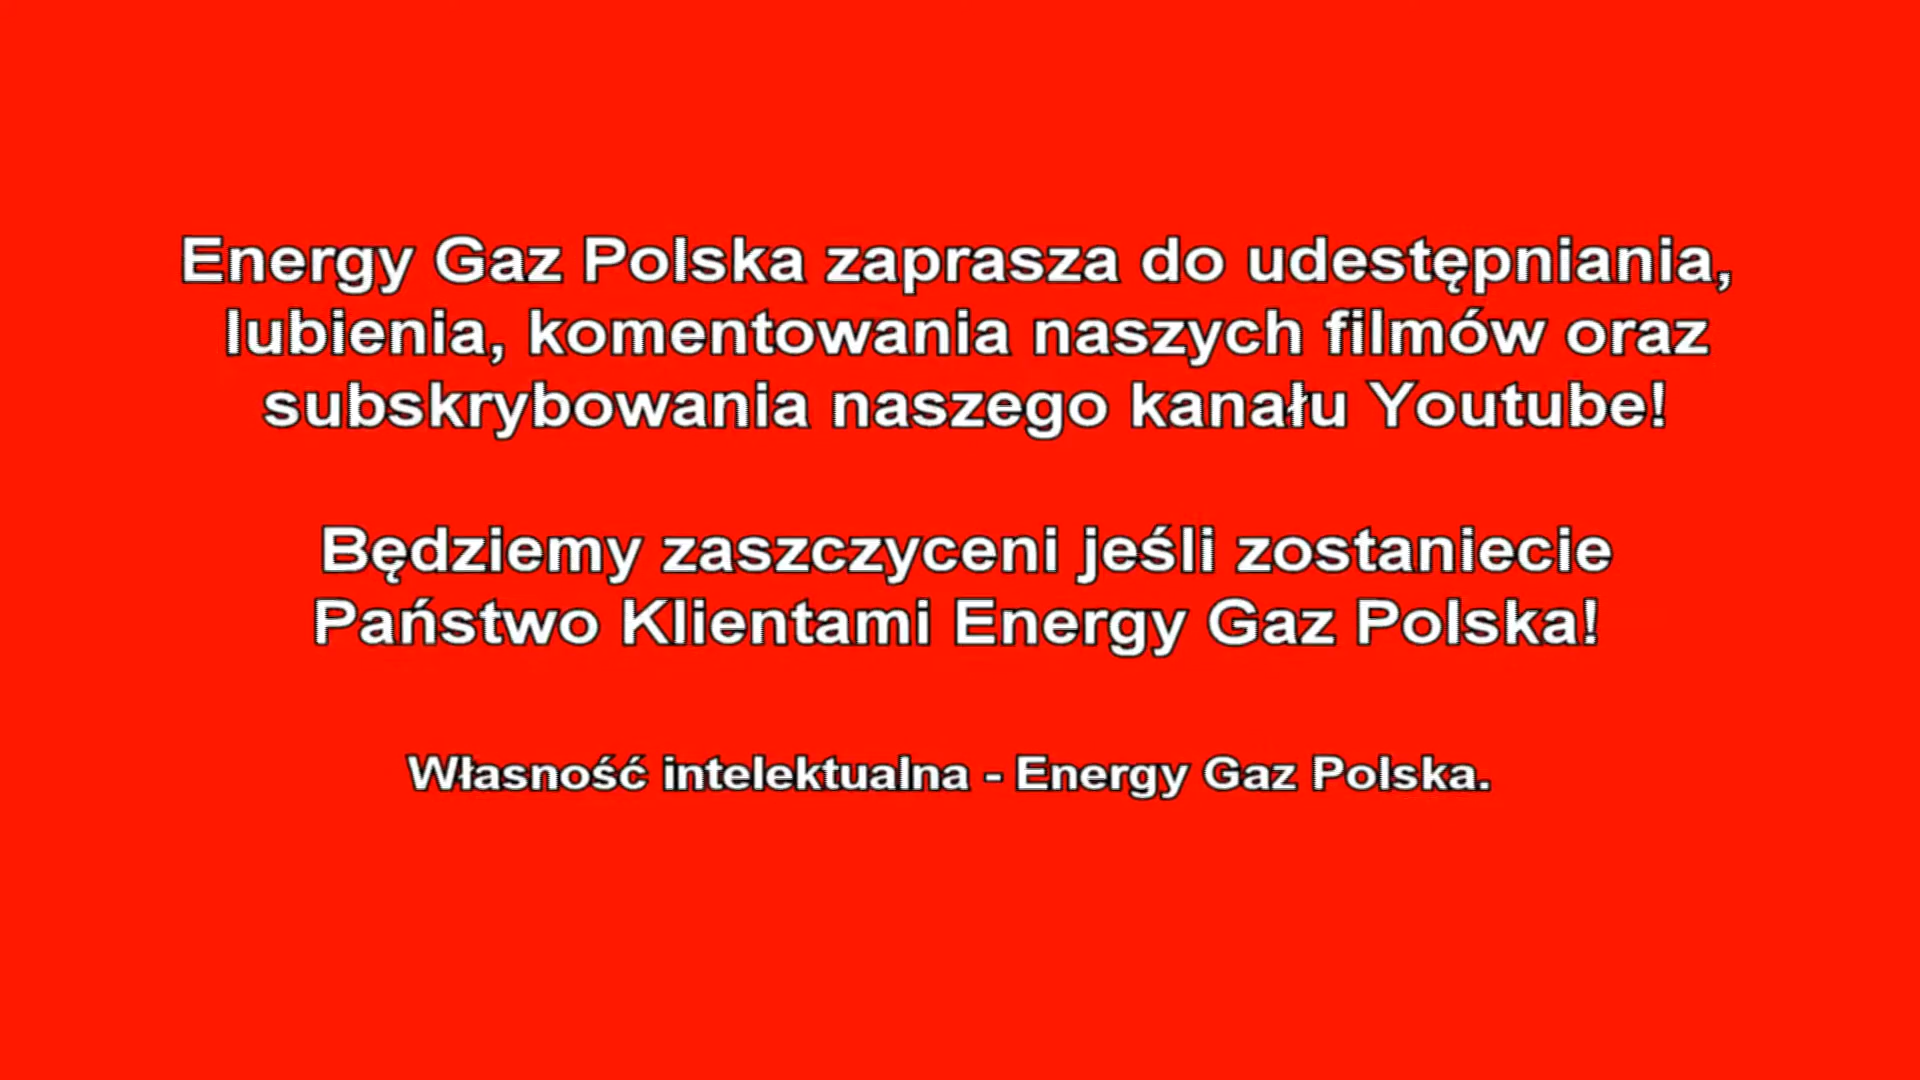 Energy Gaz Polska zaprasza do udestępniania,
lubienia, komentowania naszych filmów oraz
subskrybowania naszego kanału Youtube!
Będziemy zaszczyceni jeśli zostaniecie
Państwo Klientami Energy Gaz Polska!
Własność intelektualna - Energy Gaz Polska.